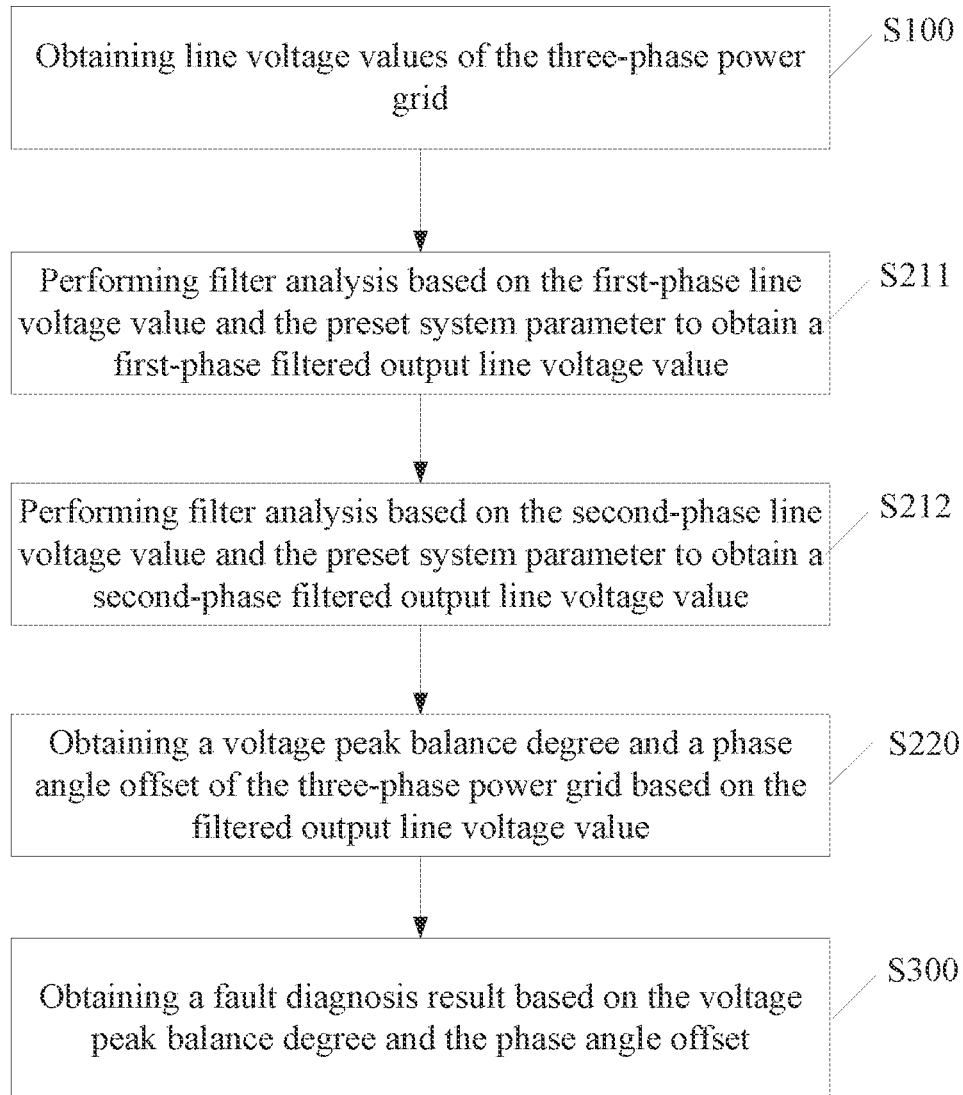 Obtaining line voltage values of the three-phase power
grid
S100
Performing filter analysis based on the first-phase line
voltage value and the preset system parameter to obtain a
first-phase filtered output line voltage value
S211
Performing filter analysis based on the second-phase line
voltage value and the preset system parameter to obtain a
second-phase filtered output line voltage value
S212
Obtaining a voltage peak balance degree and a phase
angle offset of the three-phase power grid based on the
filtered output line voltage value
S220
Obtaining a fault diagnosis result based on the voltage
peak balance degree and the phase angle offset
S300